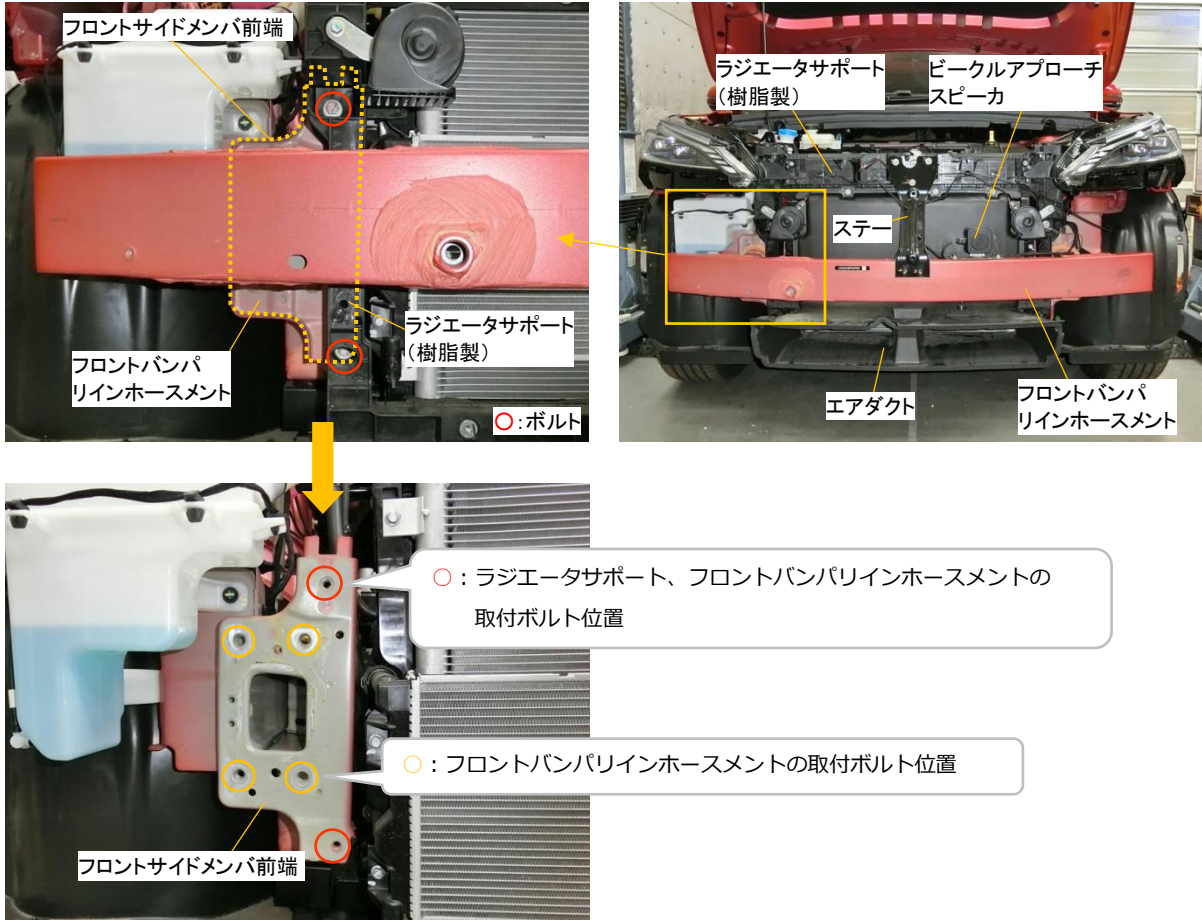 フロントサイドメンバ前端
ラジエータサポート
（樹脂製）
フロントバンパ
リインホースメント
○：ボルト
ラジエータサポート
（樹脂製）
ビークルアプローチ
スピーカ
ステー
エアダクト
フロントバンパ
リインホースメント
○：ラジエータサポート、フロントバンパリインホースメントの
取付ボルト位置
○：フロントバンパリインホースメントの取付ボルト位置
フロントサイドメンバ前端